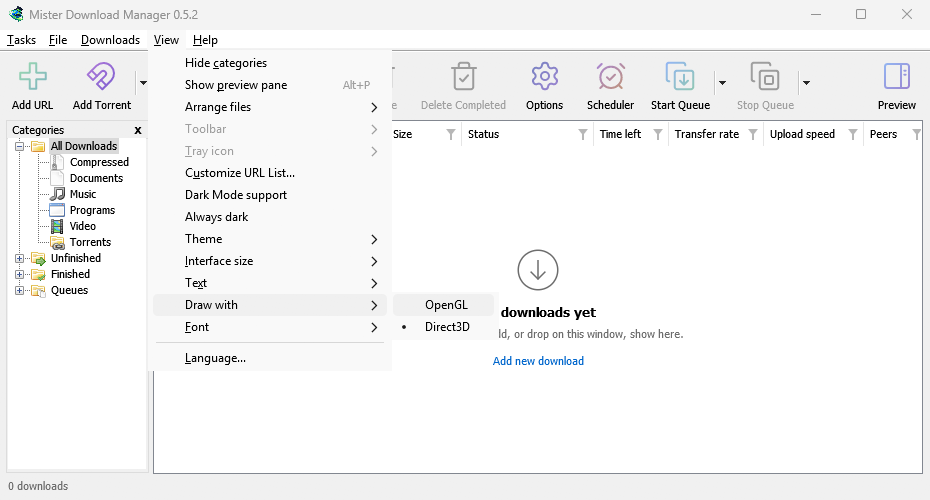 Mister Download Manager 0.5.2
Tasks File Downloads View Help
Add URL
Add Torrent
Delete Completed
Options
Scheduler
Start Queue
Stop Queue
Preview
Hide categories
Show preview pane Alt+P
Arrange files
Toolbar
Tray icon
Customize URL List...
Dark Mode support
Always dark
Theme
Interface size
Text
Draw with
Font
Language...
OpenGL
Direct3D
Categories x
All Downloads
Compressed
Documents
Music
Programs
Video
Torrents
Unfinished
Finished
Queues
Size Status Time left Transfer rate Upload speed Peers
downloads yet
or drop on this window, show here.
Add new download
0 downloads